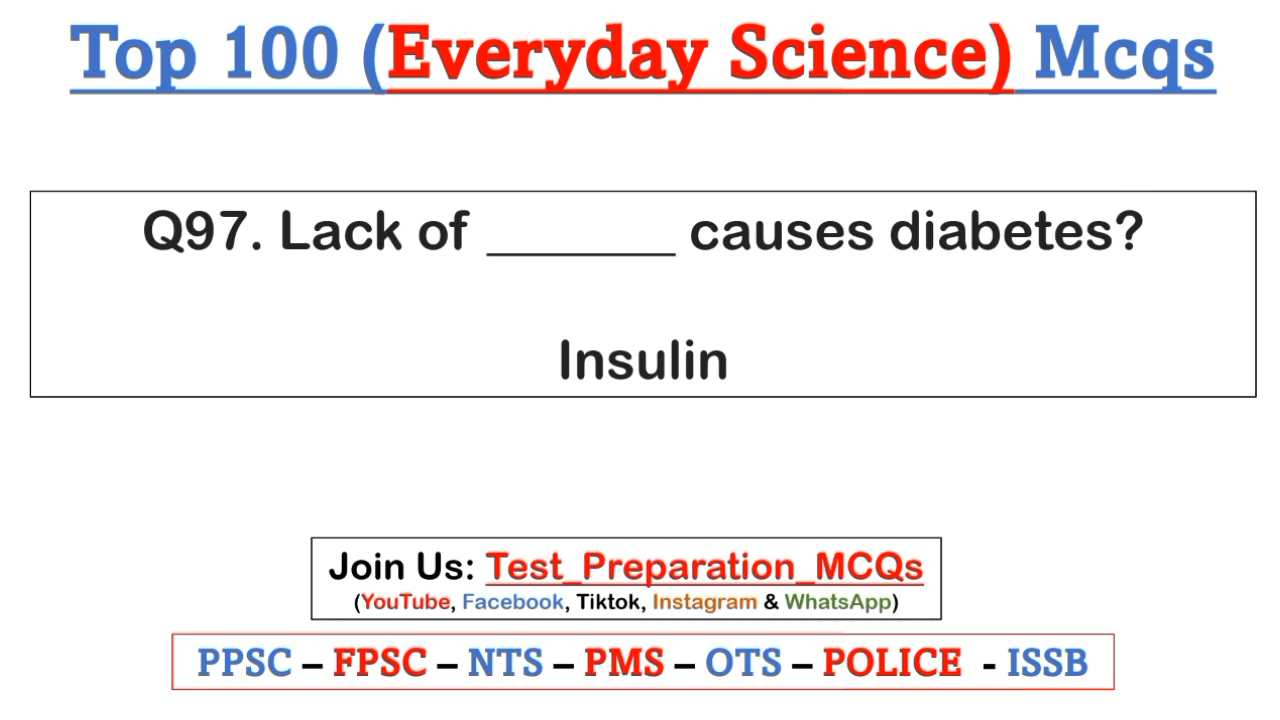 Top 100 (Everyday Science) Mcqs
Q97. Lack of _______ causes diabetes?
Insulin
Join Us: Test_Preparation_MCQs
(YouTube, Facebook, Tiktok, Instagram & WhatsApp)
PPSC – FPSC – NTS – PMS – OTS – POLICE - ISSB